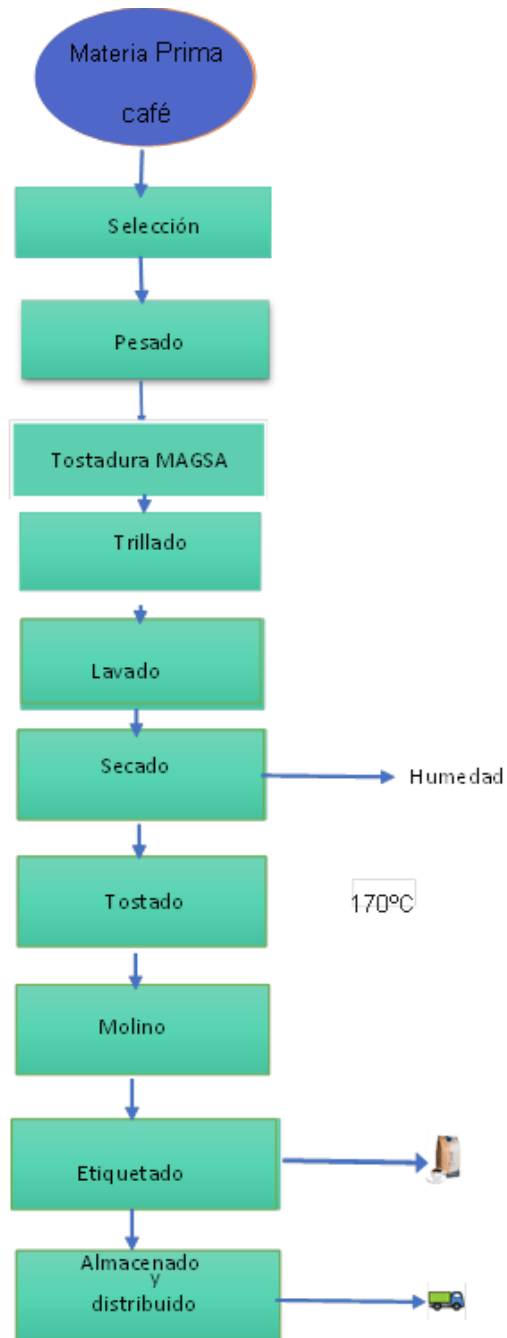 Materia Prima
café
Selección
Pesado
Tostadura MAGSA
Trillado
Lavado
Secado
Humedad
Tostado
170ºC
Molino
Etiquetado
Almacenado
y
distribuido